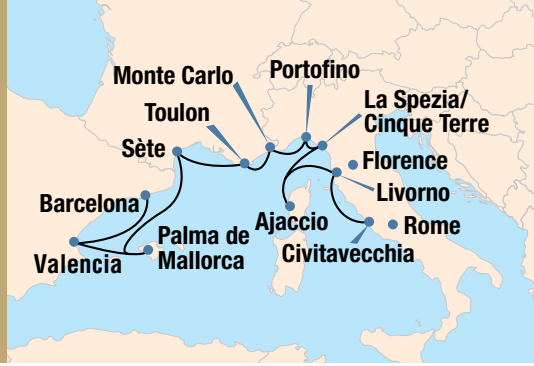 Portofino
Monte Carlo
La Spezia/
Cinque Terre
Toulon
Sète
Florence
Livorno
Barcelona
Ajaccio
Rome
Palma de
Mallorca
Civitavecchia
Valencia